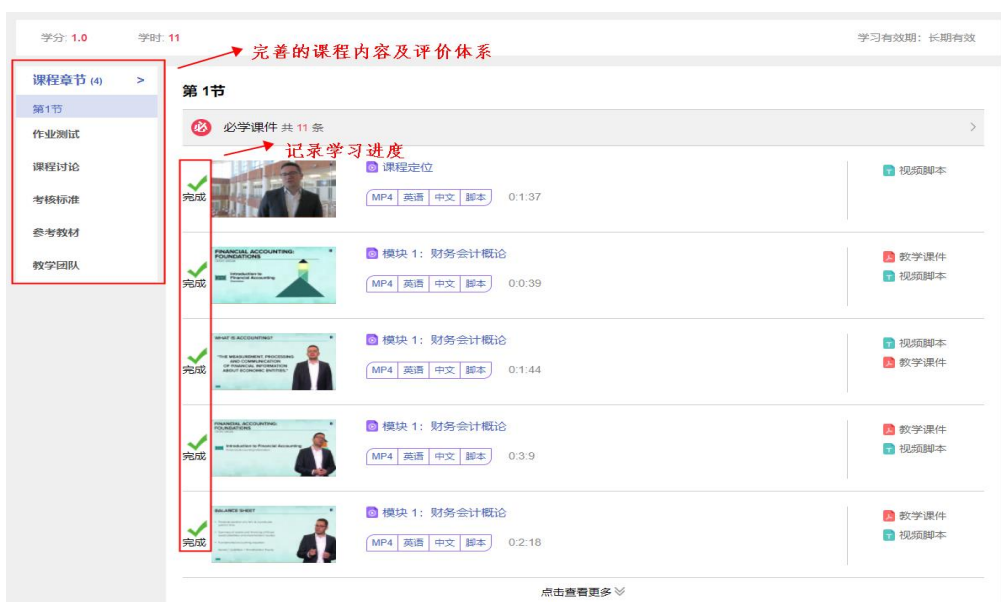 学分: 1.0 学时: 11 学习有效期：长期有效
完善的课程内容及评价体系
课程章节 (4) >
第1节
作业测试
课程讨论
考核标准
参考教材
教学团队
第 1节
必 必学课件 共 11 条 >
记录学习进度
完成
课程定位
MP4 英语 中文 脚本 0:1:37
视频脚本
完成
FINANCIAL ACCOUNTING: FOUNDATIONS
Introduction to
Financial Accounting
模块 1：财务会计概论
MP4 英语 中文 脚本 0:0:39
教学课件
视频脚本
完成
WHAT IS ACCOUNTING?
"THE MEASUREMENT, PROCESSING
AND COMMUNICATION
OF FINANCIAL INFORMATION
ABOUT ECONOMIC ENTITIES."
模块 1：财务会计概论
MP4 英语 中文 脚本 0:1:44
视频脚本
教学课件
完成
FINANCIAL ACCOUNTING:
FOUNDATIONS
Introduction to Financial Accounting
模块 1：财务会计概论
MP4 英语 中文 脚本 0:3:9
教学课件
视频脚本
完成
BALANCE SHEET
模块 1：财务会计概论
MP4 英语 中文 脚本 0:2:18
教学课件
视频脚本
点击查看更多